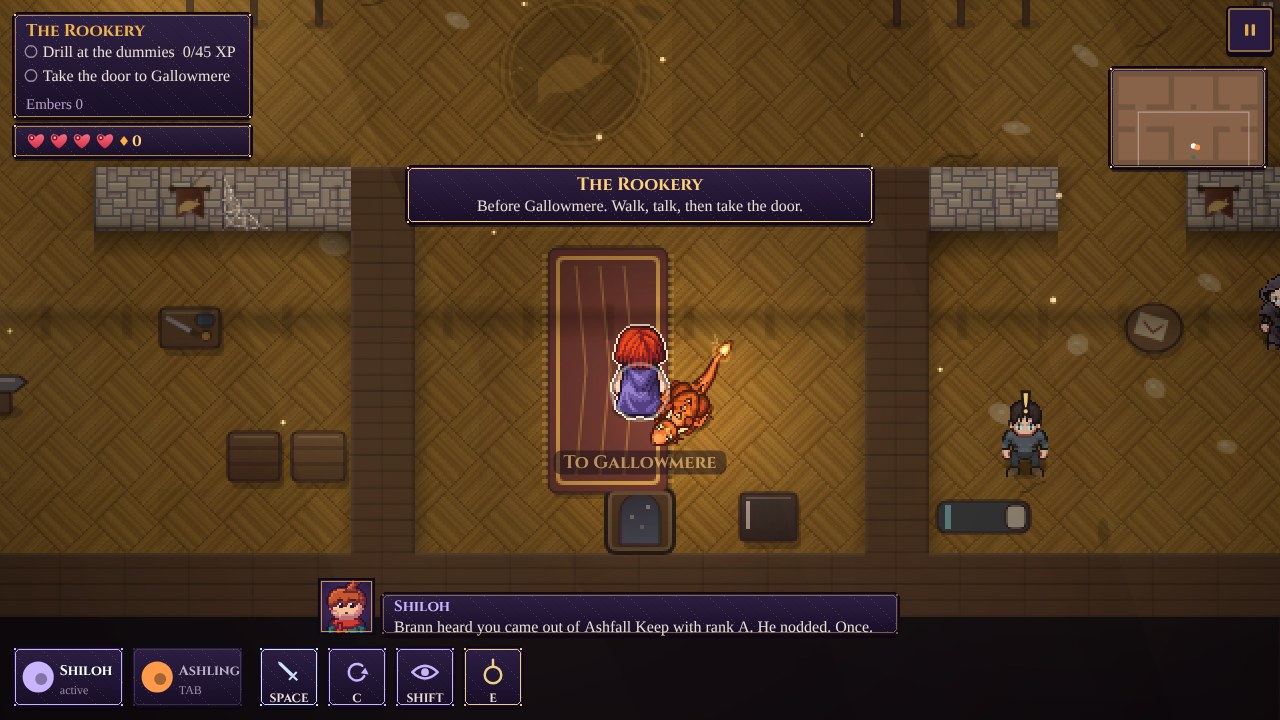 THE ROOKERY
Drill at the dummies 0/45 XP
Take the door to Gallowmere
Embers 0
0
THE ROOKERY
Before Gallowmere. Walk, talk, then take the door.
TO GALLOWMERE
SHILOH
Brann heard you came out of Ashfall Keep with rank A. He nodded. Once.
SHILOH
active
ASHLING
TAB
SPACE
C
SHIFT
E